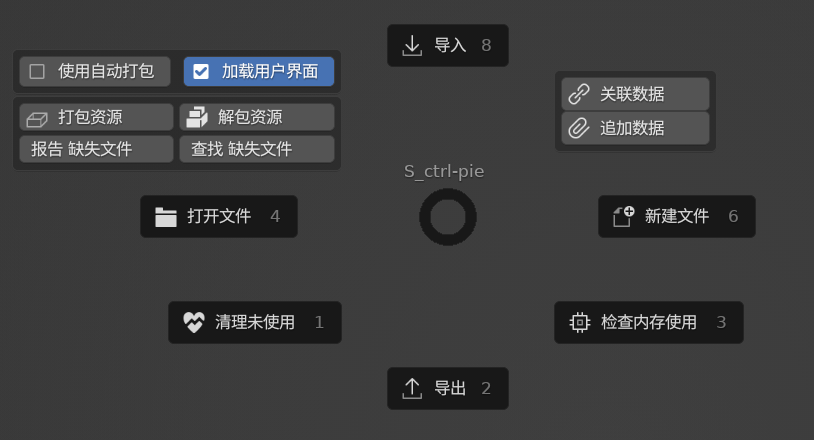 导入 8
使用自动打包 加载用户界面
打包资源 解包资源
报告 缺失文件 查找 缺失文件
关联数据
追加数据
S_ctrl-pie
打开文件 4
新建文件 6
清理未使用 1
检查内存使用 3
导出 2